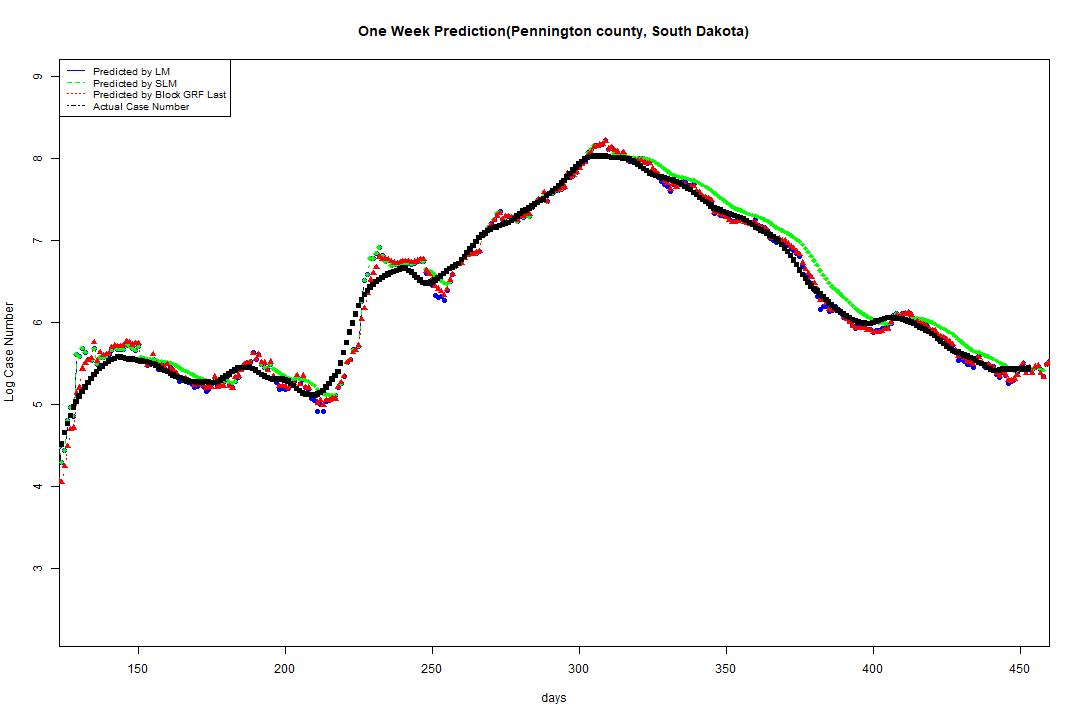 One Week Prediction(Pennington county, South Dakota)
Predicted by LM
Predicted by SLM
Predicted by Block GRF Last
Actual Case Number
9
8
7
6
5
4
3
Log Case Number
150 200 250 300 350 400 450
days